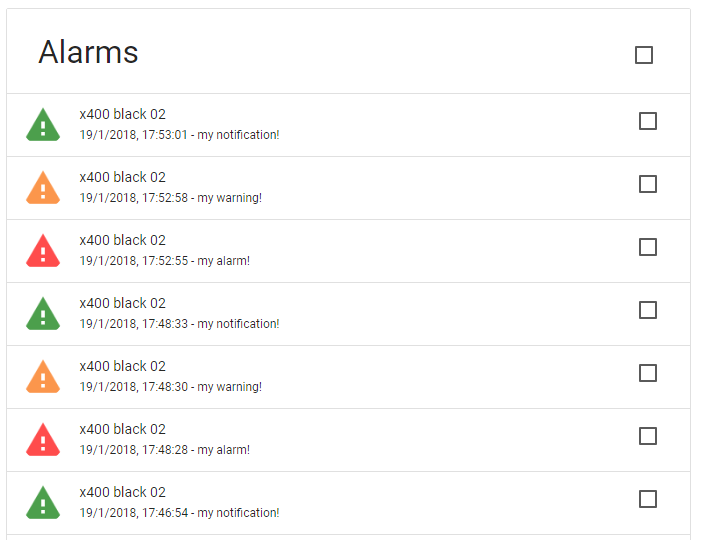 Alarms
x400 black 02
19/1/2018, 17:53:01 - my notification!
x400 black 02
19/1/2018, 17:52:58 - my warning!
x400 black 02
19/1/2018, 17:52:55 - my alarm!
x400 black 02
19/1/2018, 17:48:33 - my notification!
x400 black 02
19/1/2018, 17:48:30 - my warning!
x400 black 02
19/1/2018, 17:48:28 - my alarm!
x400 black 02
19/1/2018, 17:46:54 - my notification!